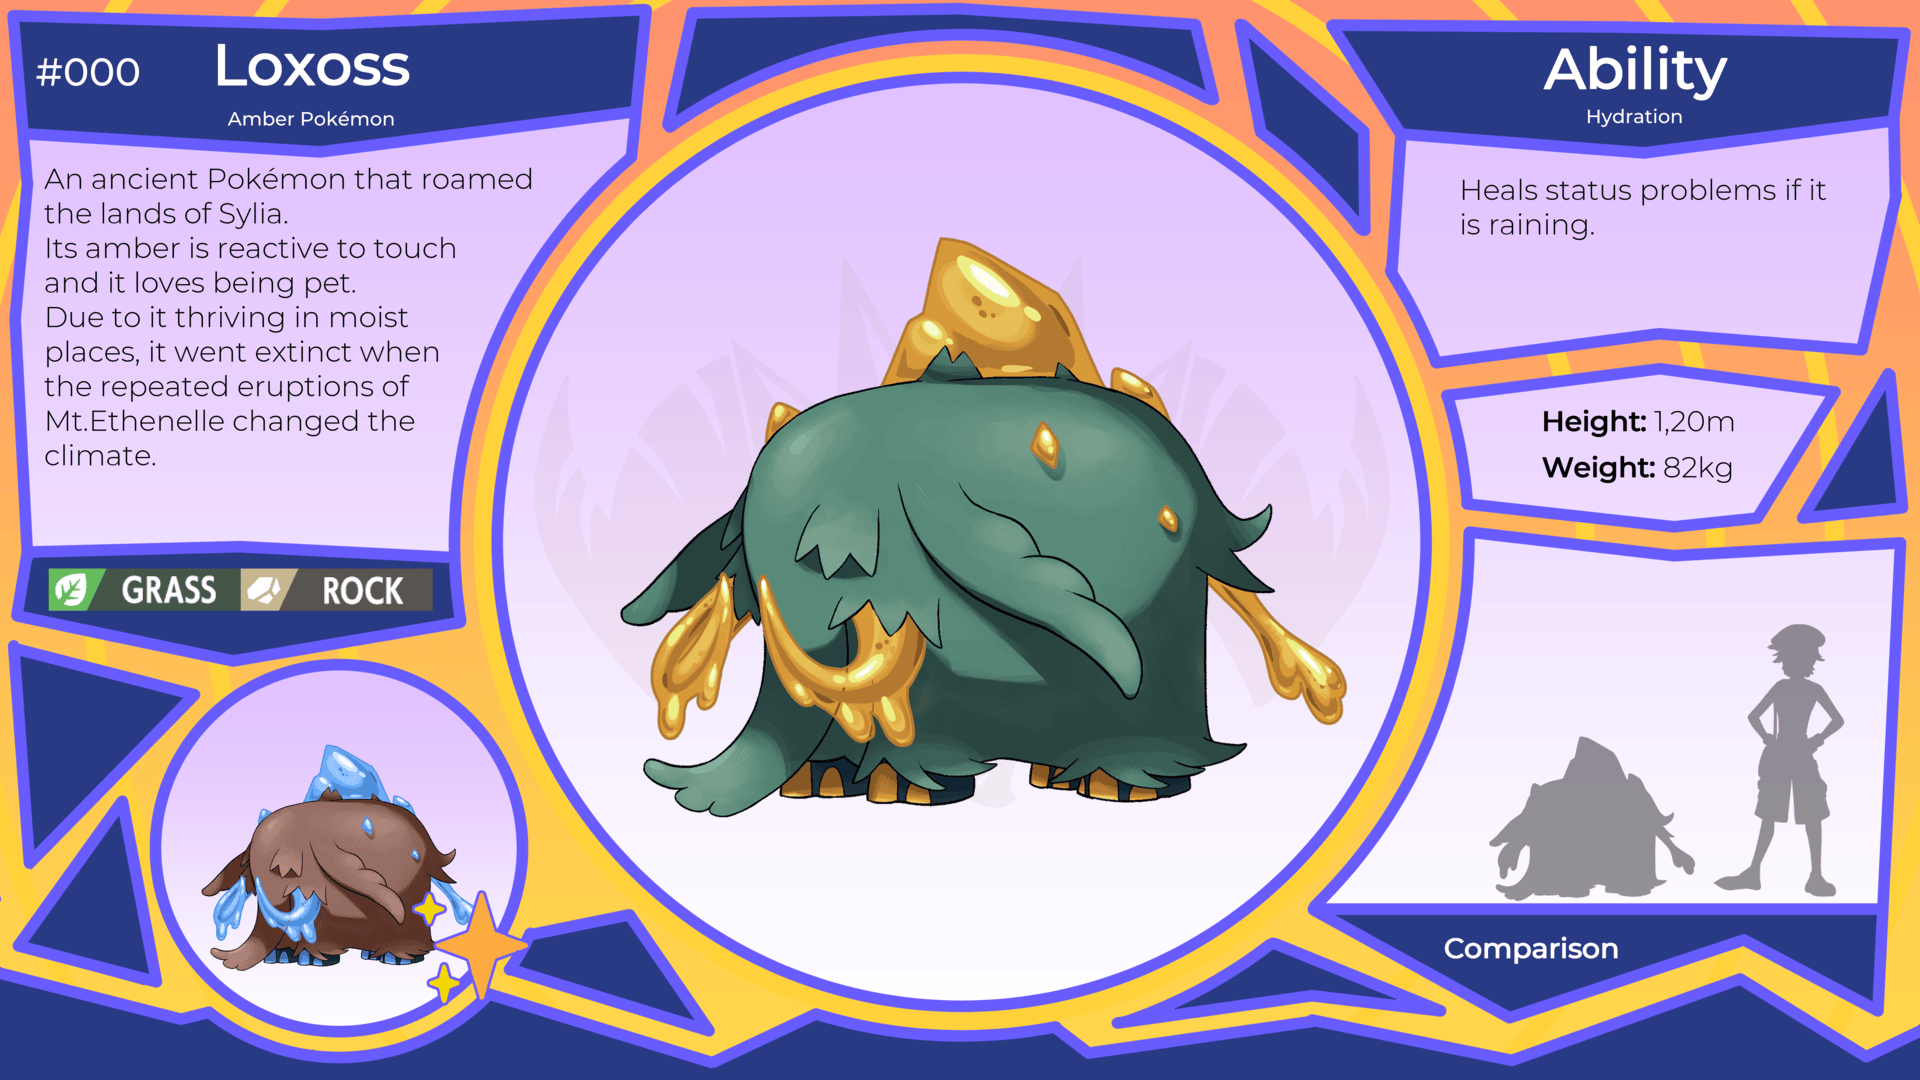 #000
Loxoss
Amber Pokémon
An ancient Pokémon that roamed
the lands of Sylia.
Its amber is reactive to touch
and it loves being pet.
Due to it thriving in moist
places, it went extinct when
the repeated eruptions of
Mt.Ethenelle changed the
climate.
GRASS
ROCK
Ability
Hydration
Heals status problems if it
is raining.
Height: 1,20m
Weight: 82kg
Comparison